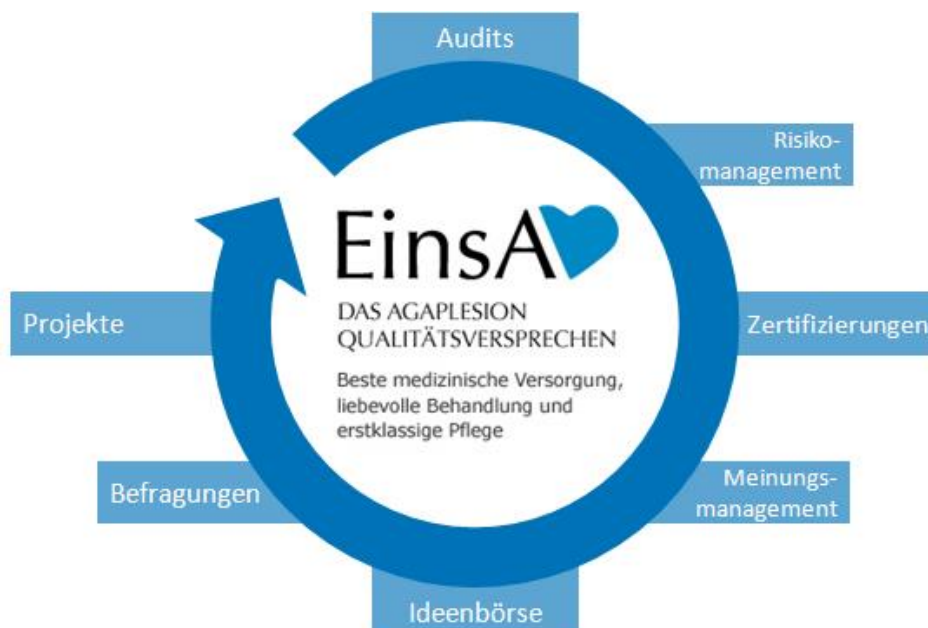 Audits
Risiko-
management
Zertifizierungen
Meinungs-
management
Ideenbörse
Befragungen
Projekte
EinsA
DAS AGAPLESION
QUALITÄTSVERSPRECHEN
Beste medizinische Versorgung,
liebevolle Behandlung und
erstklassige Pflege